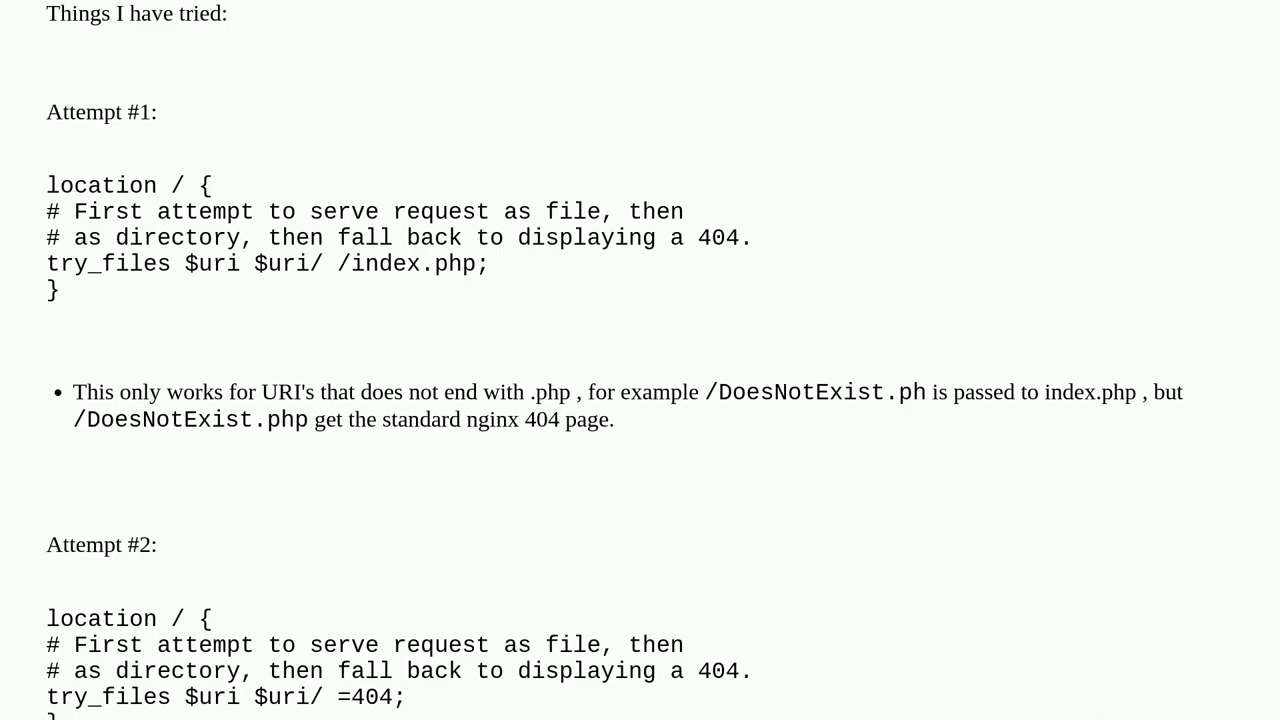 Things I have tried:
Attempt #1:
location / {
# First attempt to serve request as file, then
# as directory, then fall back to displaying a 404.
try_files $uri $uri/ /index.php;
}
• This only works for URI's that does not end with .php , for example /DoesNotExist.ph is passed to index.php , but
/DoesNotExist.php get the standard nginx 404 page.
Attempt #2:
location / {
# First attempt to serve request as file, then
# as directory, then fall back to displaying a 404.
try_files $uri $uri/ =404;
}